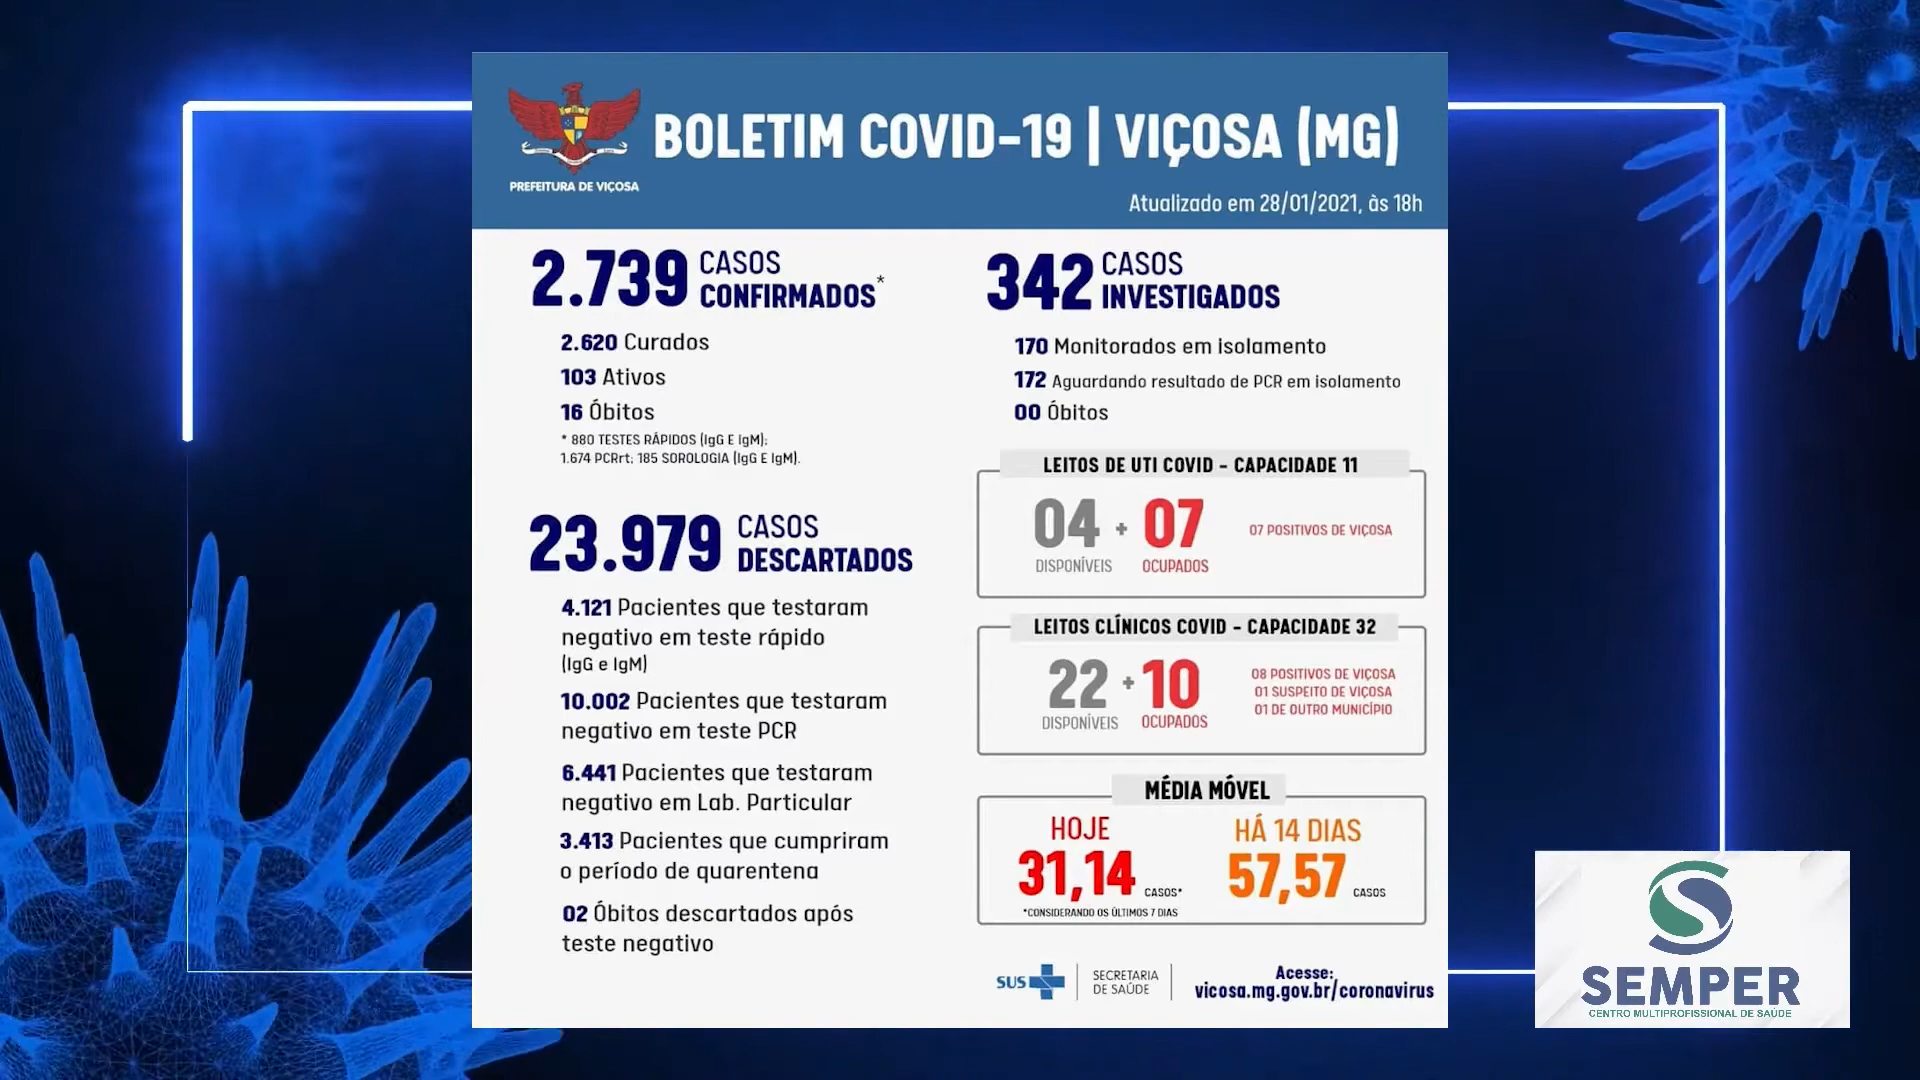 PREFEITURA DE VIÇOSA
BOLETIM COVID-19 | VIÇOSA (MG)
Atualizado em 28/01/2021, às 18h
2.739 CASOS
CONFIRMADOS*
2.620 Curados
103 Ativos
16 Óbitos
* 880 TESTES RÁPIDOS (IgG E IgM);
1.674 PCRrt; 185 SOROLOGIA (IgG E IgM).
23.979 CASOS
DESCARTADOS
4.121 Pacientes que testaram
negativo em teste rápido
(IgG e IgM)
10.002 Pacientes que testaram
negativo em teste PCR
6.441 Pacientes que testaram
negativo em Lab. Particular
3.413 Pacientes que cumpriram
o período de quarentena
02 Óbitos descartados após
teste negativo
342 CASOS
INVESTIGADOS
170 Monitorados em isolamento
172 Aguardando resultado de PCR em isolamento
00 Óbitos
LEITOS DE UTI COVID - CAPACIDADE 11
04 + 07
DISPONÍVEIS OCUPADOS
07 POSITIVOS DE VIÇOSA
LEITOS CLÍNICOS COVID - CAPACIDADE 32
22 + 10
DISPONÍVEIS OCUPADOS
08 POSITIVOS DE VIÇOSA
01 SUSPEITO DE VIÇOSA
01 DE OUTRO MUNICÍPIO
MÉDIA MÓVEL
HOJE
31,14 CASOS*
*CONSIDERANDO OS ÚLTIMOS 7 DIAS
HÁ 14 DIAS
57,57 CASOS
SUS
SECRETARIA
DE SAÚDE
Acesse:
vicosa.mg.gov.br/coronavirus
SEMPER
CENTRO MULTIPROFISSIONAL DE SAÚDE